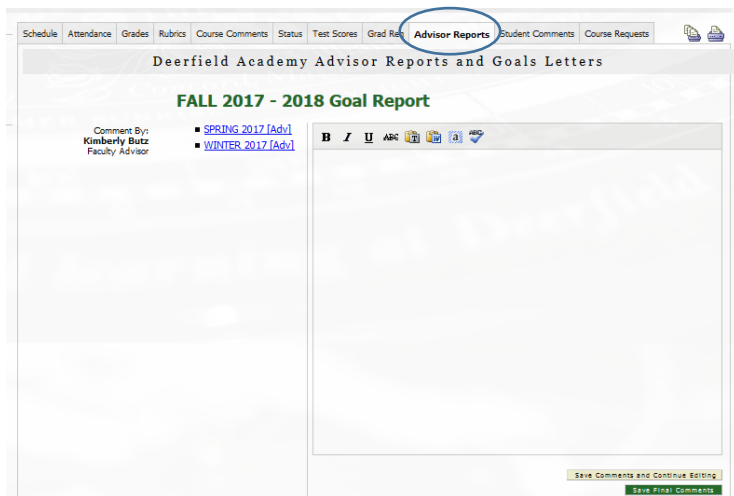 Schedule Attendance Grades Rubrics Course Comments Status Test Scores Grad Req Advisor Reports Student Comments Course Requests
Deerfield Academy Advisor Reports and Goals Letters
FALL 2017 - 2018 Goal Report
Comment By:
Kimberly Butz
Faculty Advisor
SPRING 2017 [Adv]
WINTER 2017 [Adv]
B I U ABC T W a ABC
Save Comments and Continue Editing
Save Final Comments